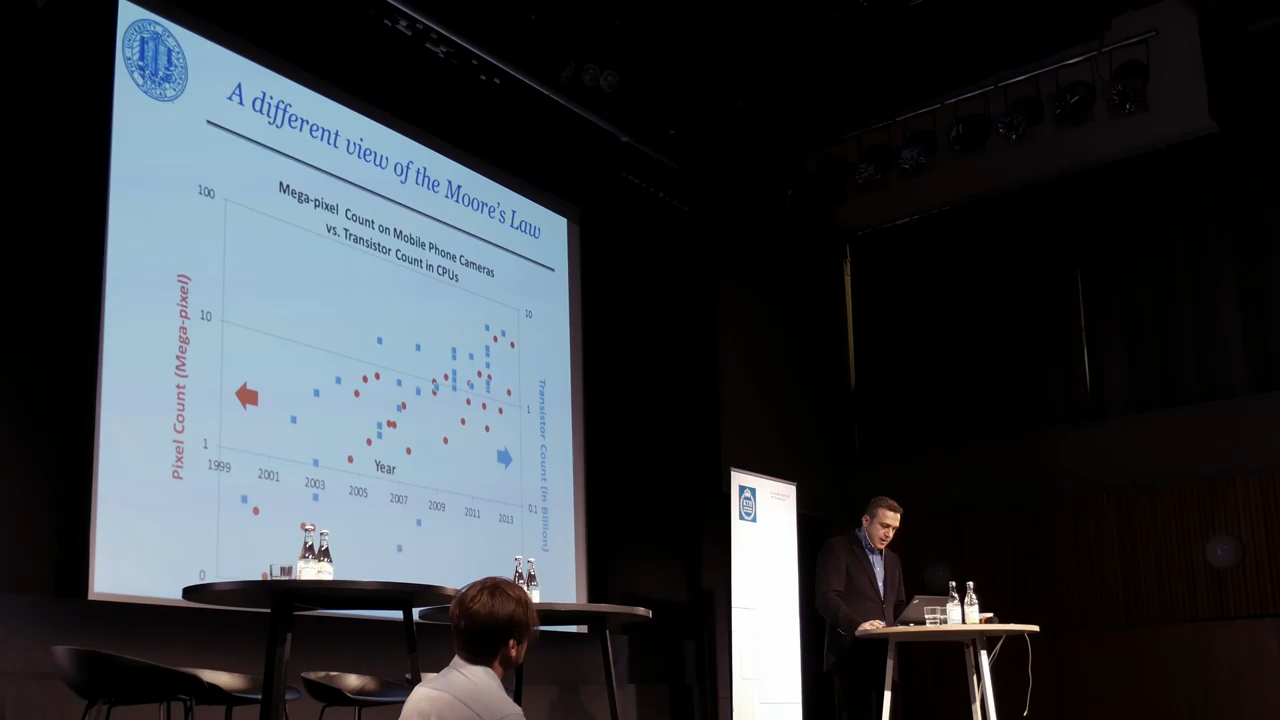 A different view of the Moore's Law
Mega-pixel Count on Mobile Phone Cameras
vs. Transistor Count in CPUs
100
10
1
0
Pixel Count (Mega-pixel)
10
1
0.1
Transistor Count (in Billion)
Year
1999 2001 2003 2005 2007 2009 2011 2013
KTH